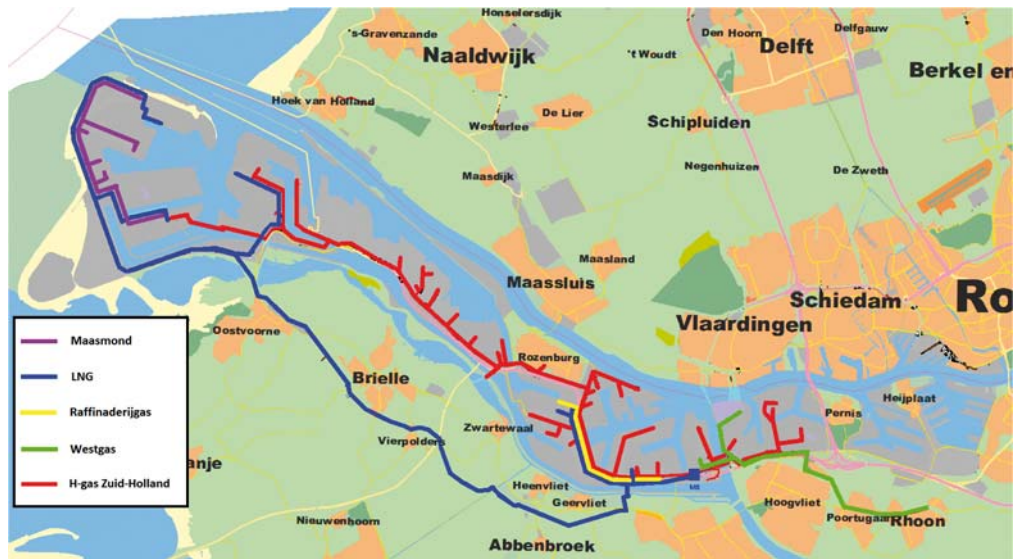 Honselersdijk
's-Gravenzande
Naaldwijk
't Woudt
Den Hoorn
Delfgauw
Delft
Berkel en
Hoek van Holland
De Lier
Westerlee
Schipluiden
Negenhuizen
De Zweth
Maasdijk
Maasland
Maassluis
Schiedam
Ro
Vlaardingen
Oostvoorne
Rozenburg
Brielle
Heijplaat
Pernis
Zwartewaal
Vierpolders
anje
Heenvliet
Geervliet
Hoogvliet
Poortugaal
Rhoon
Nieuwenhoorn
Abbenbroek
Maasmond
LNG
Raffinaderijgas
Westgas
H-gas Zuid-Holland